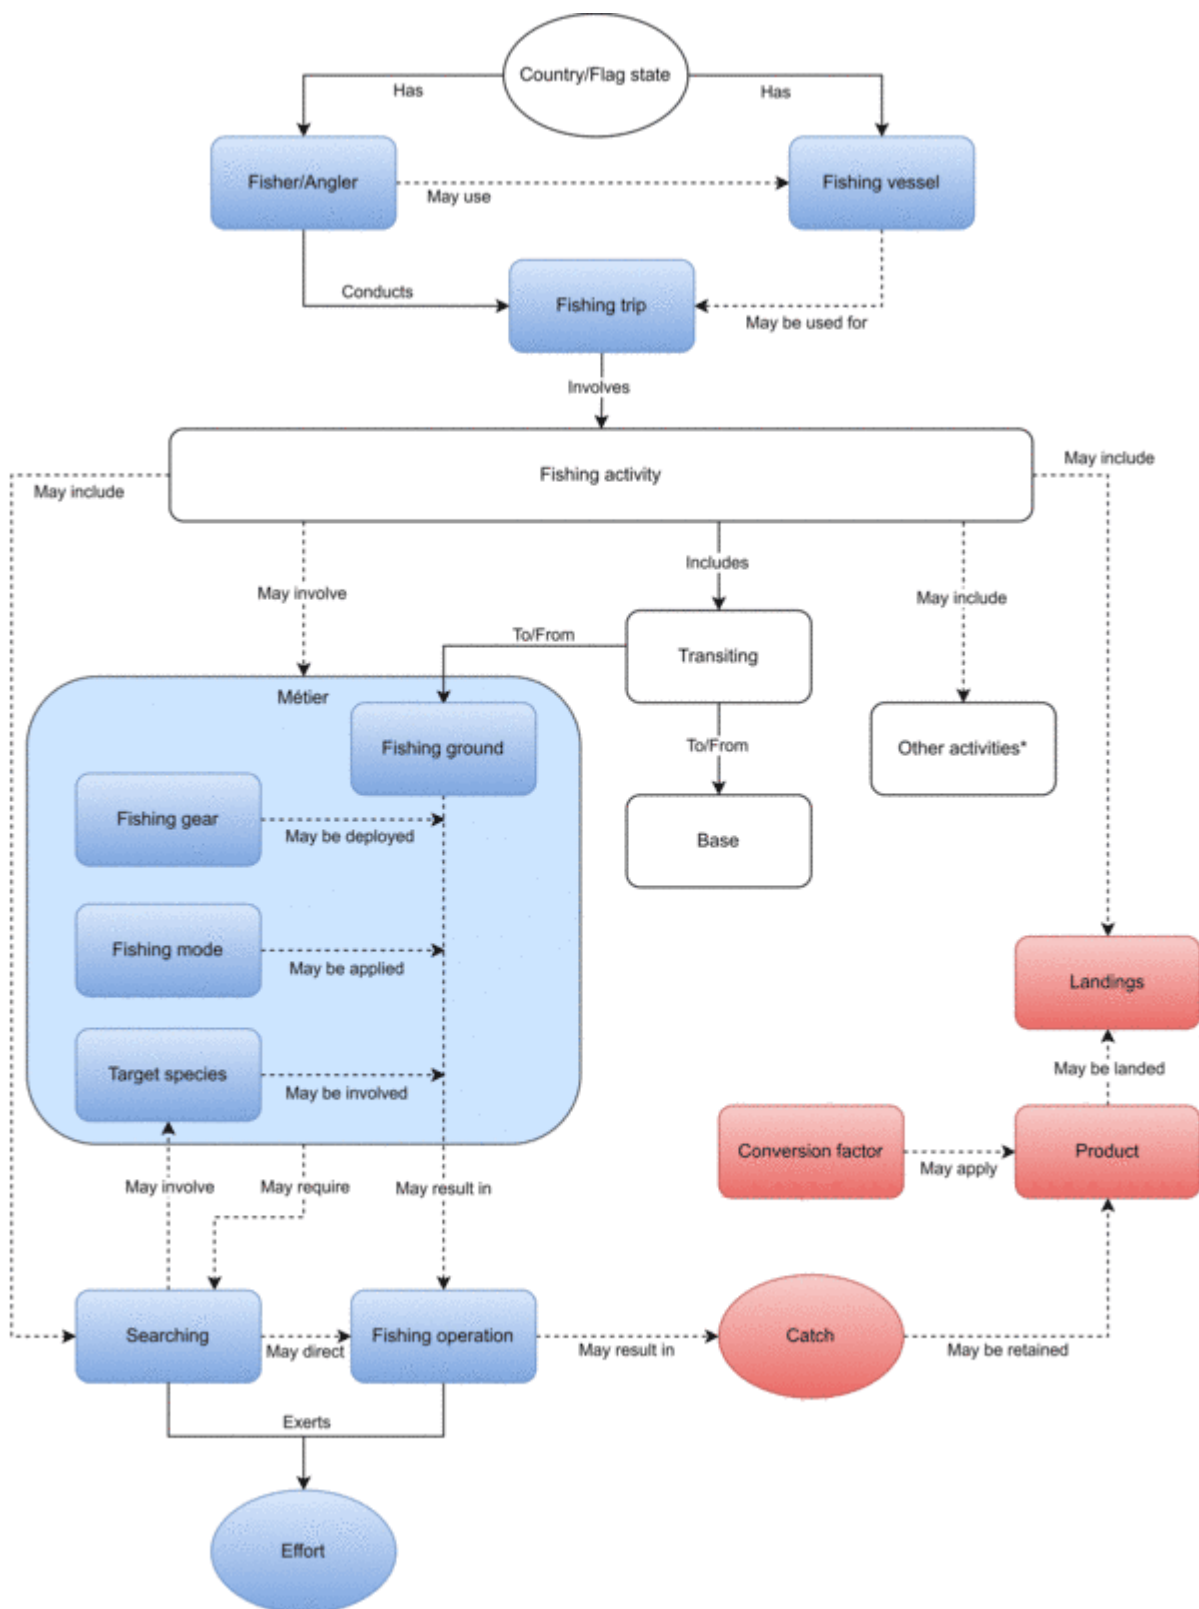 Country/Flag state
Has
Has
Fisher/Angler
May use
Fishing vessel
Conducts
Fishing trip
May be used for
Involves
Fishing activity
May include
May include
May involve
Includes
May include
To/From
Transiting
Métier
Fishing ground
To/From
Other activities*
Fishing gear
May be deployed
Base
Fishing mode
May be applied
Landings
Target species
May be involved
May be landed
Conversion factor
May apply
Product
May involve
May require
May result in
Searching
May direct
Fishing operation
May result in
Catch
May be retained
Exerts
Effort